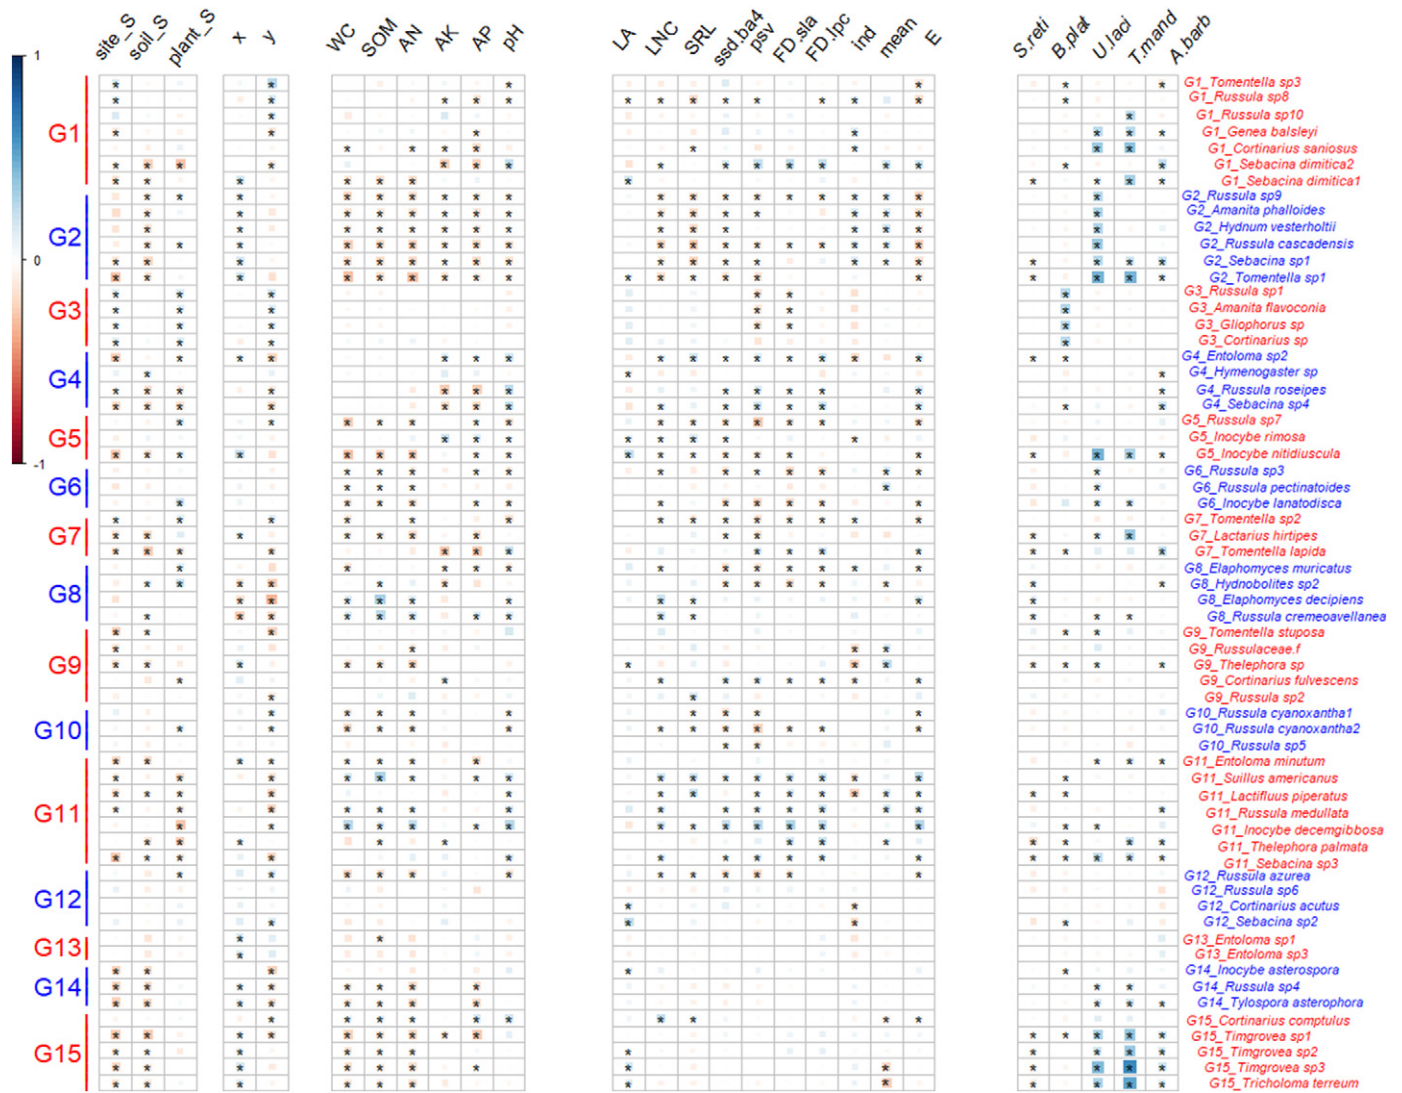 site_S soil_S plant_S x y WC SOM AN AK AP pH LA LNC SRL ssd.ba4 psv FD.sla FD.lpc ind mean E S.reti B.plat U.laci T.mand A.barb
1
0
-1
G1
G2
G3
G4
G5
G6
G7
G8
G9
G10
G11
G12
G13
G14
G15
G1_Tomentella sp3
G1_Russula sp8
G1_Russula sp10
G1_Genea balsleyi
G1_Cortinarius saniosus
G1_Sebacina dimitica2
G1_Sebacina dimitica1
G2_Russula sp9
G2_Amanita phalloides
G2_Hydnum vesterholtii
G2_Russula cascadensis
G2_Sebacina sp1
G2_Tomentella sp1
G3_Russula sp1
G3_Amanita flavoconia
G3_Gliophorus sp
G3_Cortinarius sp
G4_Entoloma sp2
G4_Hymenogaster sp
G4_Russula roseipes
G4_Sebacina sp4
G5_Russula sp7
G5_Inocybe rimosa
G5_Inocybe nitidiuscula
G6_Russula sp3
G6_Russula pectinatoides
G6_Inocybe lanatodisca
G7_Tomentella sp2
G7_Lactarius hirtipes
G7_Tomentella lapida
G8_Elaphomyces muricatus
G8_Hydnobolites sp2
G8_Elaphomyces decipiens
G8_Russula cremeoavellanea
G9_Tomentella stuposa
G9_Russulaceae.f
G9_Thelephora sp
G9_Cortinarius fulvescens
G9_Russula sp2
G10_Russula cyanoxantha1
G10_Russula cyanoxantha2
G10_Russula sp5
G11_Entoloma minutum
G11_Suillus americanus
G11_Lactifluus piperatus
G11_Russula medullata
G11_Inocybe decemgibbosa
G11_Thelephora palmata
G11_Sebacina sp3
G12_Russula azurea
G12_Russula sp6
G12_Cortinarius acutus
G12_Sebacina sp2
G13_Entoloma sp1
G13_Entoloma sp3
G14_Inocybe asterospora
G14_Russula sp4
G14_Tylospora asterophora
G15_Cortinarius comptulus
G15_Timgrovea sp1
G15_Timgrovea sp2
G15_Timgrovea sp3
G15_Tricholoma terreum